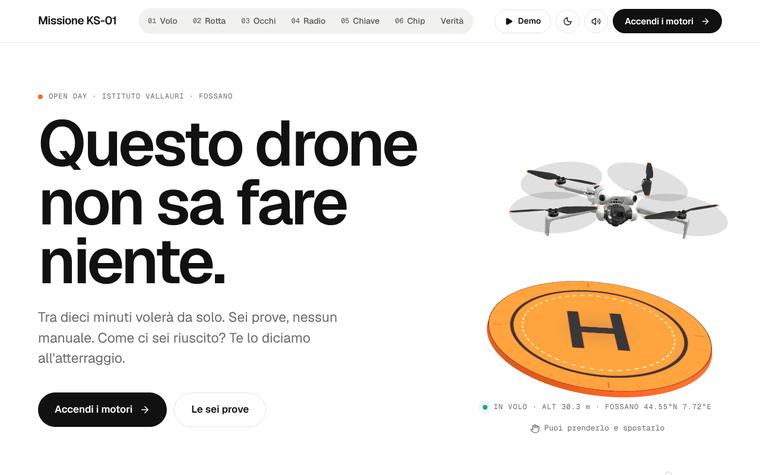 Missione KS-01
01 Volo 02 Rotta 03 Occhi 04 Radio 05 Chiave 06 Chip Verità
Demo
Accendi i motori →
OPEN DAY · ISTITUTO VALLAURI · FOSSANO
Questo drone
non sa fare
niente.
Tra dieci minuti volerà da solo. Sei prove, nessun
manuale. Come ci sei riuscito? Te lo diciamo
all'atterraggio.
Accendi i motori →
Le sei prove
H
IN VOLO · ALT 30.3 m · FOSSANO 44.55°N 7.72°E
Puoi prenderlo e spostarlo